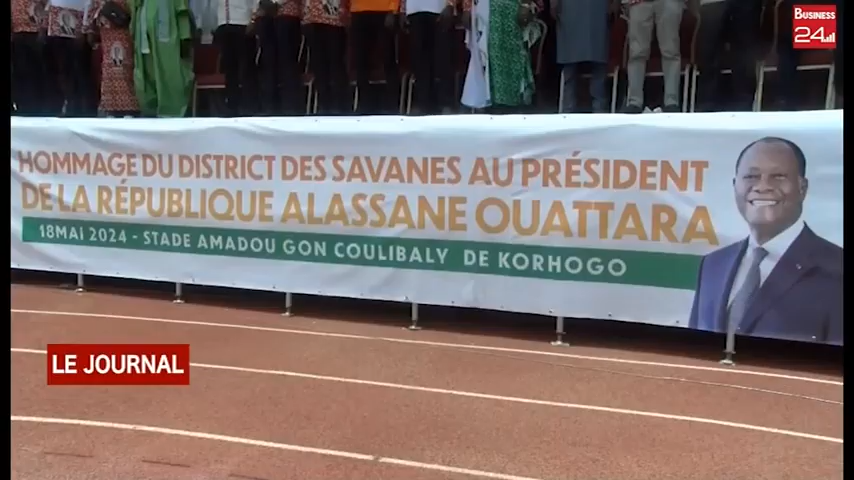 BUSINESS
24
HOMMAGE DU DISTRICT DES SAVANES AU PRÉSIDENT
DE LA RÉPUBLIQUE ALASSANE OUATTARA
18MAI 2024 - STADE AMADOU GON COULIBALY DE KORHOGO
LE JOURNAL